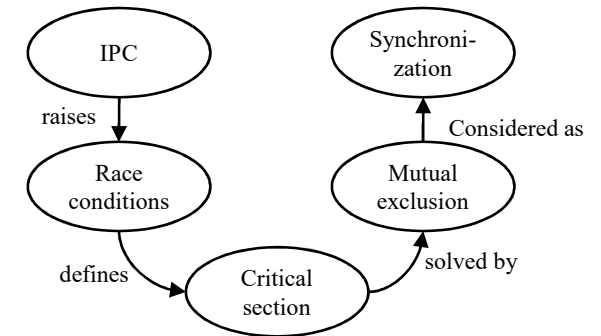 IPC
raises
Race
conditions
defines
Critical
section
solved by
Mutual
exclusion
Considered as
Synchroni-
zation